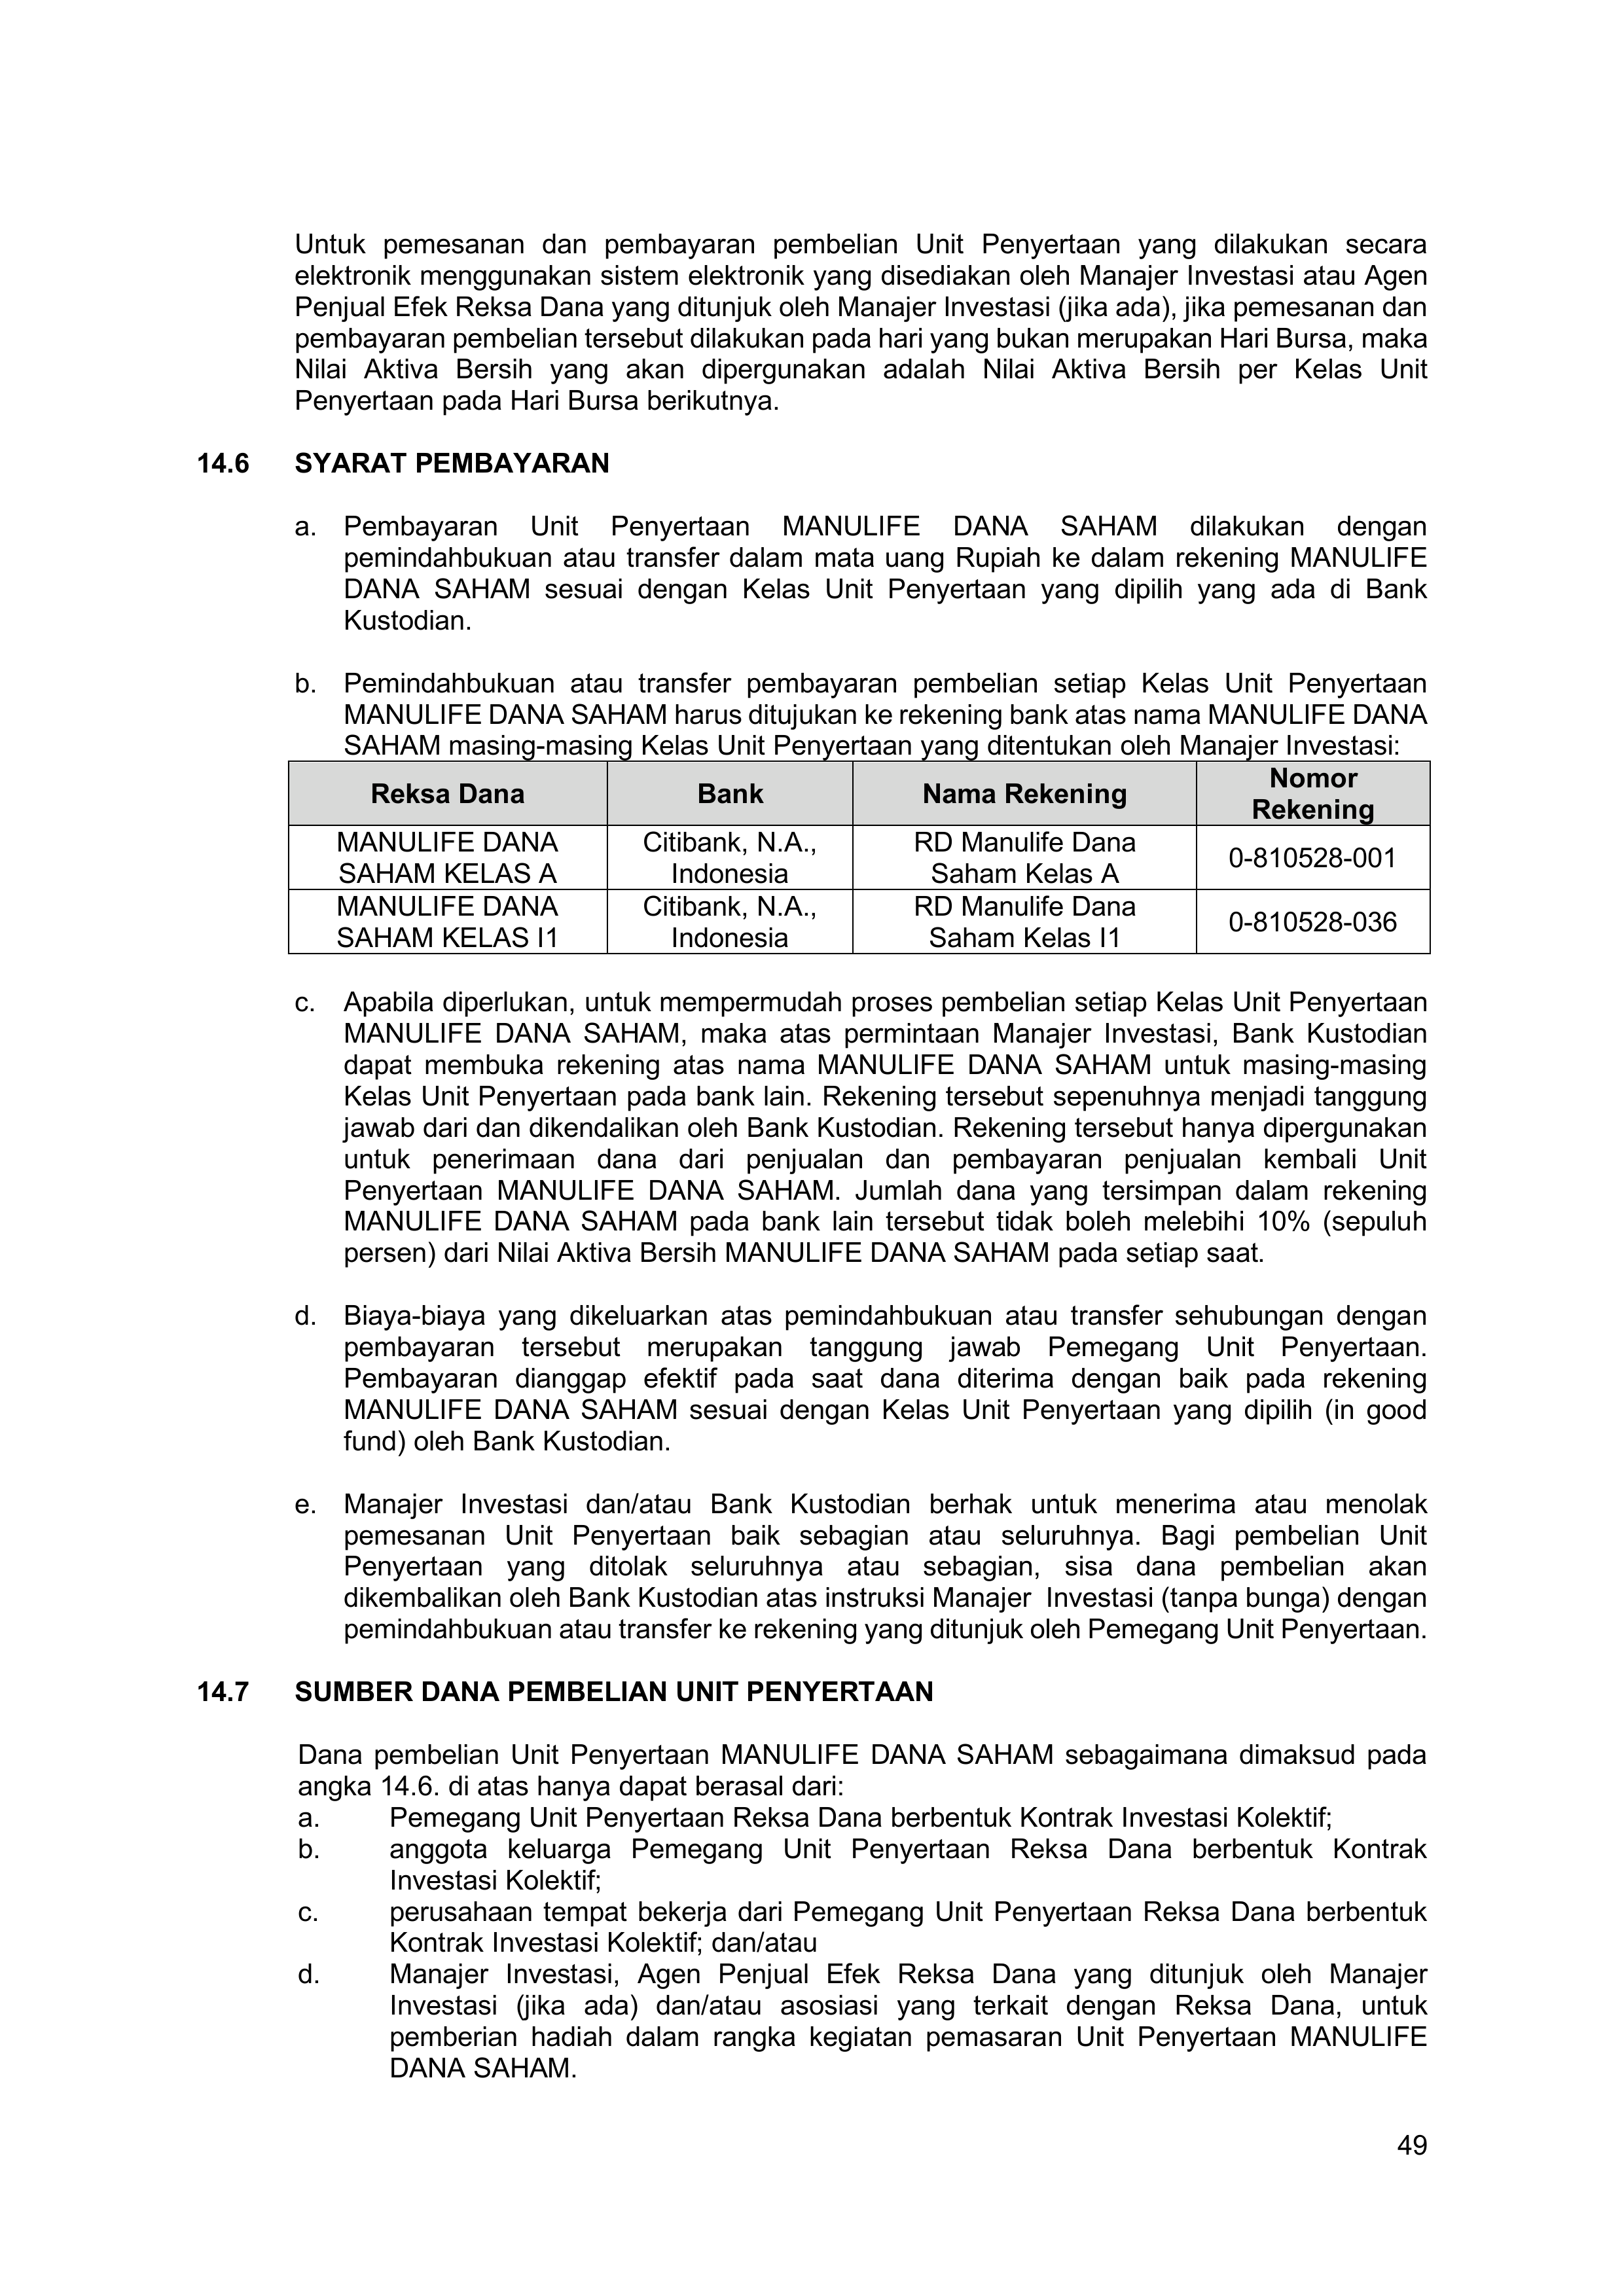 Untuk pemesanan dan pembayaran pembelian Unit Penyertaan yang dilakukan secara
elektronik menggunakan sistem elektronik yang disediakan oleh Manajer Investasi atau Agen
Penjual Efek Reksa Dana yang ditunjuk oleh Manajer Investasi (jika ada), jika pemesanan dan
pembayaran pembelian tersebut dilakukan pada hari yang bukan merupakan Hari Bursa, maka
Nilai Aktiva Bersih yang akan dipergunakan adalah Nilai Aktiva Bersih per Kelas Unit
Penyertaan pada Hari Bursa berikutnya.
14.6 SYARAT PEMBAYARAN
a. Pembayaran Unit Penyertaan MANULIFE DANA SAHAM dilakukan dengan
pemindahbukuan atau transfer dalam mata uang Rupiah ke dalam rekening MANULIFE
DANA SAHAM sesuai dengan Kelas Unit Penyertaan yang dipilih yang ada di Bank
Kustodian.
b. Pemindahbukuan atau transfer pembayaran pembelian setiap Kelas Unit Penyertaan
MANULIFE DANA SAHAM harus ditujukan ke rekening bank atas nama MANULIFE DANA
SAHAM masing-masing Kelas Unit Penyertaan yang ditentukan oleh Manajer Investasi:
Reksa Dana Bank Nama Rekening Nomor
Rekening
MANULIFE DANA Citibank, N.A., RD Manulife Dana 0-810528-001
SAHAM KELAS A Indonesia Saham Kelas A
MANULIFE DANA Citibank, N.A., RD Manulife Dana 0-810528-036
SAHAM KELAS I1 Indonesia Saham Kelas I1
c. Apabila diperlukan, untuk mempermudah proses pembelian setiap Kelas Unit Penyertaan
MANULIFE DANA SAHAM, maka atas permintaan Manajer Investasi, Bank Kustodian
dapat membuka rekening atas nama MANULIFE DANA SAHAM untuk masing-masing
Kelas Unit Penyertaan pada bank lain. Rekening tersebut sepenuhnya menjadi tanggung
jawab dari dan dikendalikan oleh Bank Kustodian. Rekening tersebut hanya dipergunakan
untuk penerimaan dana dari penjualan dan pembayaran penjualan kembali Unit
Penyertaan MANULIFE DANA SAHAM. Jumlah dana yang tersimpan dalam rekening
MANULIFE DANA SAHAM pada bank lain tersebut tidak boleh melebihi 10% (sepuluh
persen) dari Nilai Aktiva Bersih MANULIFE DANA SAHAM pada setiap saat.
d. Biaya-biaya yang dikeluarkan atas pemindahbukuan atau transfer sehubungan dengan
pembayaran tersebut merupakan tanggung jawab Pemegang Unit Penyertaan.
Pembayaran dianggap efektif pada saat dana diterima dengan baik pada rekening
MANULIFE DANA SAHAM sesuai dengan Kelas Unit Penyertaan yang dipilih (in good
fund) oleh Bank Kustodian.
e. Manajer Investasi dan/atau Bank Kustodian berhak untuk menerima atau menolak
pemesanan Unit Penyertaan baik sebagian atau seluruhnya. Bagi pembelian Unit
Penyertaan yang ditolak seluruhnya atau sebagian, sisa dana pembelian akan
dikembalikan oleh Bank Kustodian atas instruksi Manajer Investasi (tanpa bunga) dengan
pemindahbukuan atau transfer ke rekening yang ditunjuk oleh Pemegang Unit Penyertaan.
14.7 SUMBER DANA PEMBELIAN UNIT PENYERTAAN
Dana pembelian Unit Penyertaan MANULIFE DANA SAHAM sebagaimana dimaksud pada
angka 14.6. di atas hanya dapat berasal dari:
a. Pemegang Unit Penyertaan Reksa Dana berbentuk Kontrak Investasi Kolektif;
b. anggota keluarga Pemegang Unit Penyertaan Reksa Dana berbentuk Kontrak
Investasi Kolektif;
c. perusahaan tempat bekerja dari Pemegang Unit Penyertaan Reksa Dana berbentuk
Kontrak Investasi Kolektif; dan/atau
d. Manajer Investasi, Agen Penjual Efek Reksa Dana yang ditunjuk oleh Manajer
Investasi (jika ada) dan/atau asosiasi yang terkait dengan Reksa Dana, untuk
pemberian hadiah dalam rangka kegiatan pemasaran Unit Penyertaan MANULIFE
DANA SAHAM.
49